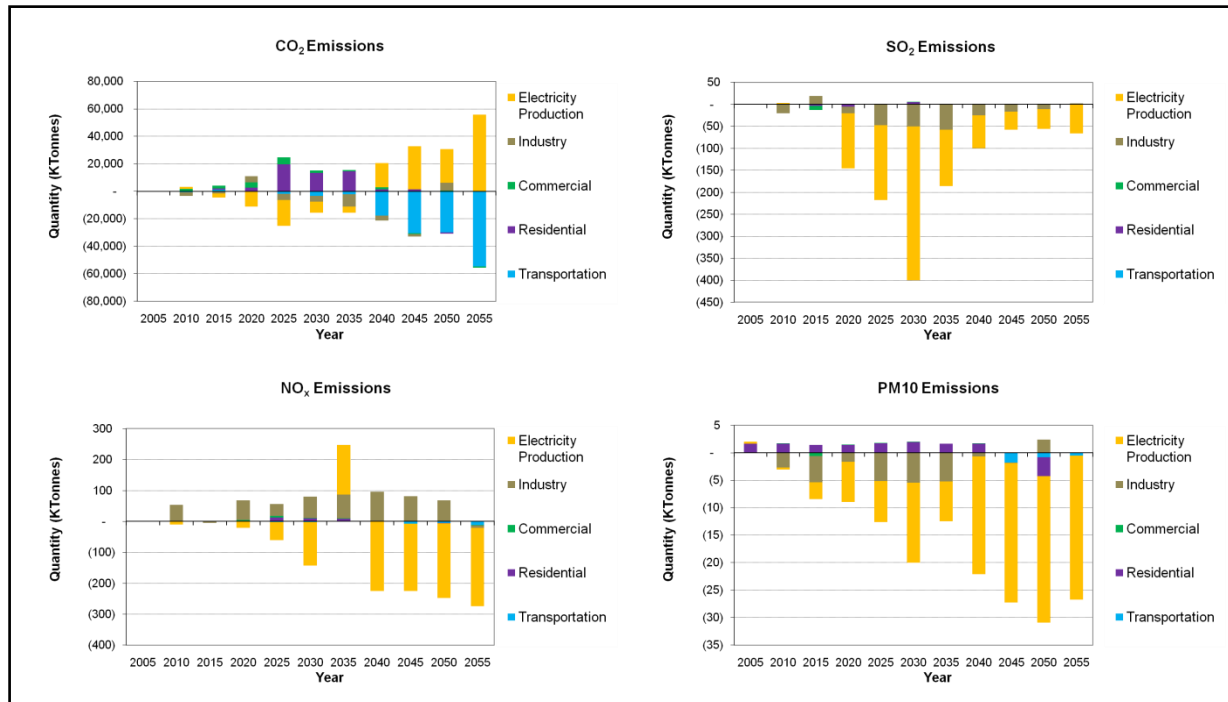 CO₂ Emissions
80,000
60,000
40,000
20,000
-
(20,000)
(40,000)
(60,000)
(80,000)
Quantity (KTonnes)
2005 2010 2015 2020 2025 2030 2035 2040 2045 2050 2055
Year
Electricity
Production
Industry
Commercial
Residential
Transportation
SO₂ Emissions
50
-
(50)
(100)
(150)
(200)
(250)
(300)
(350)
(400)
(450)
Quantity (KTonnes)
2005 2010 2015 2020 2025 2030 2035 2040 2045 2050 2055
Year
Electricity
Production
Industry
Commercial
Residential
Transportation
NOₓ Emissions
300
200
100
-
(100)
(200)
(300)
(400)
Quantity (KTonnes)
2005 2010 2015 2020 2025 2030 2035 2040 2045 2050 2055
Year
Electricity
Production
Industry
Commercial
Residential
Transportation
PM10 Emissions
5
-
(5)
(10)
(15)
(20)
(25)
(30)
(35)
Quantity (KTonnes)
2005 2010 2015 2020 2025 2030 2035 2040 2045 2050 2055
Year
Electricity
Production
Industry
Commercial
Residential
Transportation